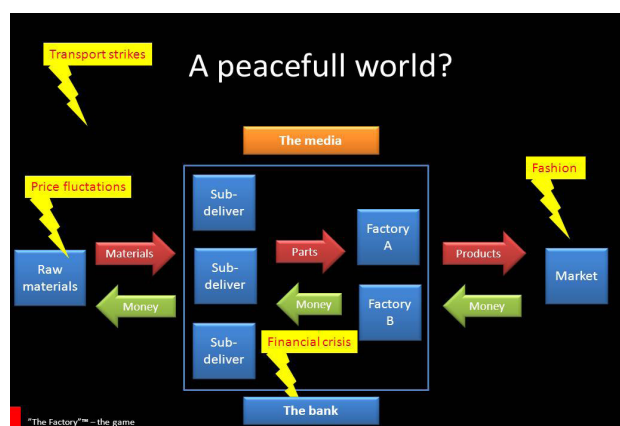 Transport strikes
A peacefull world?
The media
Fashion
Price fluctations
Sub-
deliver
Factory
A
Materials
Parts
Products
Raw
materials
Sub-
deliver
Market
Money
Money
Factory
B
Money
Sub-
deliver
Financial crisis
The bank
"The Factory"™ – the game